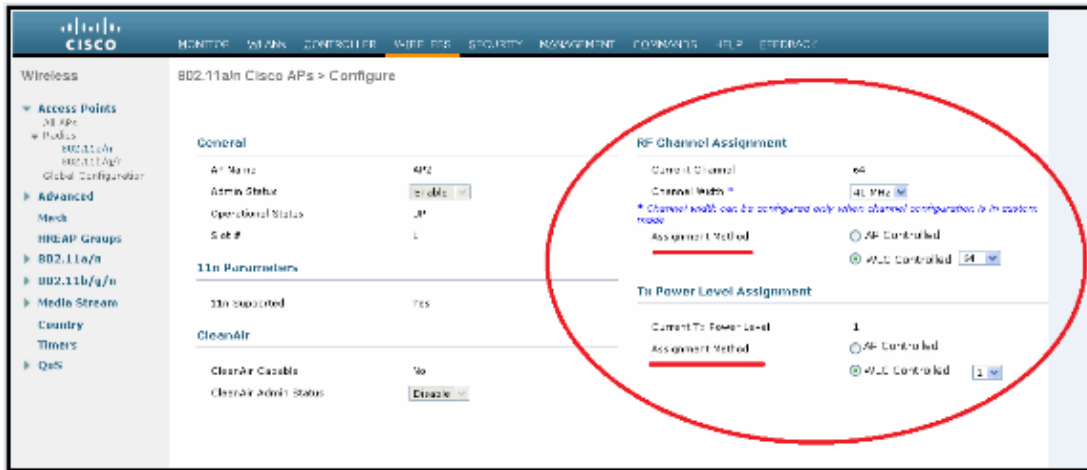 CISCO
MONITOR WLANs CONTROLLER WIRELESS SECURITY MANAGEMENT COMMANDS HELP FEEDBACK
Wireless
Access Points
All APs
Radios
802.11a/n
802.11b/g/n
Global Configuration
Advanced
Mesh
HREAP Groups
802.11a/n
802.11b/g/n
Media Stream
Country
Timers
QoS
802.11a/n Cisco APs > Configure
General
AP Name AP2
Admin Status Enable
Operational Status UP
Slot # 1
11n Parameters
11n Supported Yes
CleanAir
CleanAir Capable No
CleanAir Admin Status Disable
RF Channel Assignment
Current Channel 64
Channel Width * 40 MHz
* Channel width can be configured only when channel configuration is in custom
mode
Assignment Method AP Controlled
WLC Controlled 64
Tx Power Level Assignment
Current Tx Power Level 1
Assignment Method AP Controlled
WLC Controlled 1